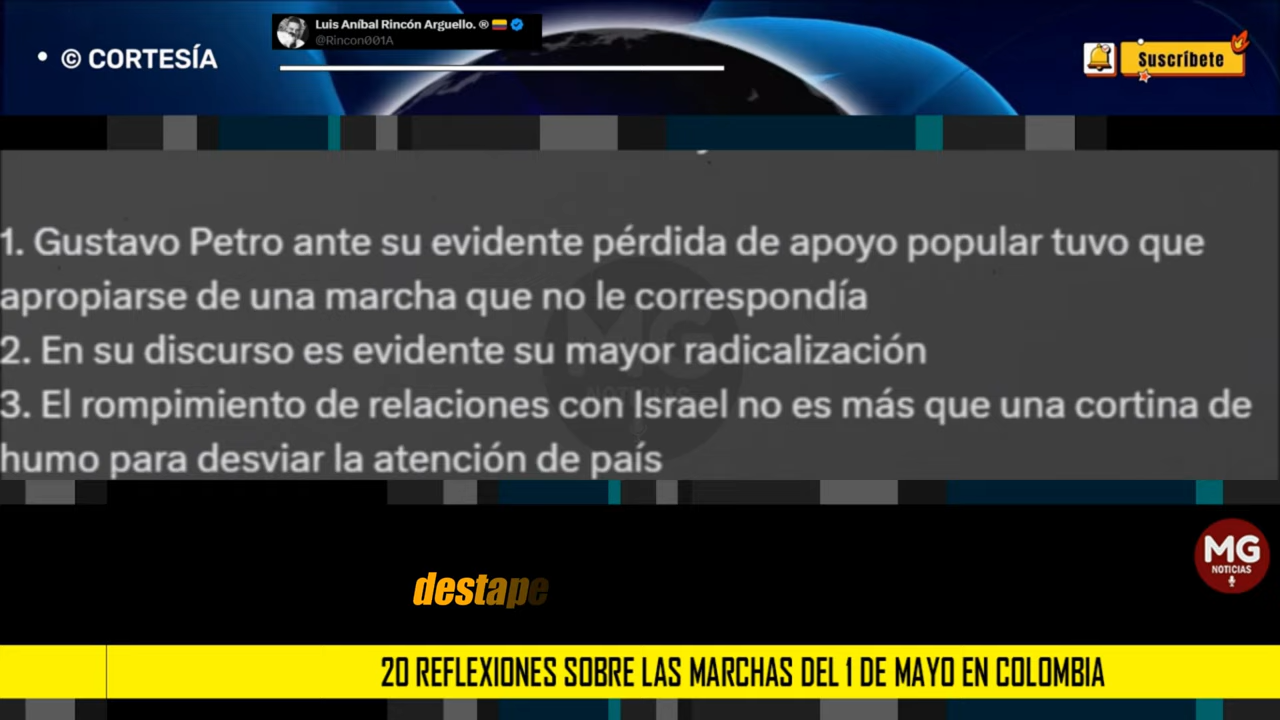 Luis Aníbal Rincón Arguello. ®
@Rincon001A
• © CORTESÍA
Suscríbete
1. Gustavo Petro ante su evidente pérdida de apoyo popular tuvo que
apropiarse de una marcha que no le correspondía
2. En su discurso es evidente su mayor radicalización
3. El rompimiento de relaciones con Israel no es más que una cortina de
humo para desviar la atención de país
MG
NOTICIAS
MG
NOTICIAS
destape
20 REFLEXIONES SOBRE LAS MARCHAS DEL 1 DE MAYO EN COLOMBIA